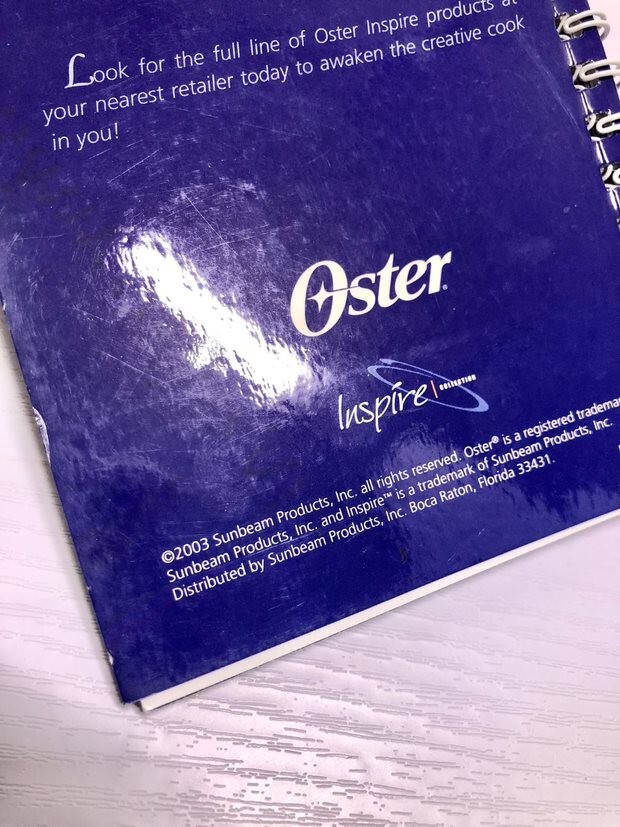 Look for the full line of Oster Inspire products at
your nearest retailer today to awaken the creative cook
in you!
Oster®
Inspire | COLLECTION
©2003 Sunbeam Products, Inc. all rights reserved. Oster® is a registered
Sunbeam Products, Inc. and Inspire™ is a trademark of Sunbeam Products, Inc.
Distributed by Sunbeam Products, Inc. Boca Raton, Florida 33431.